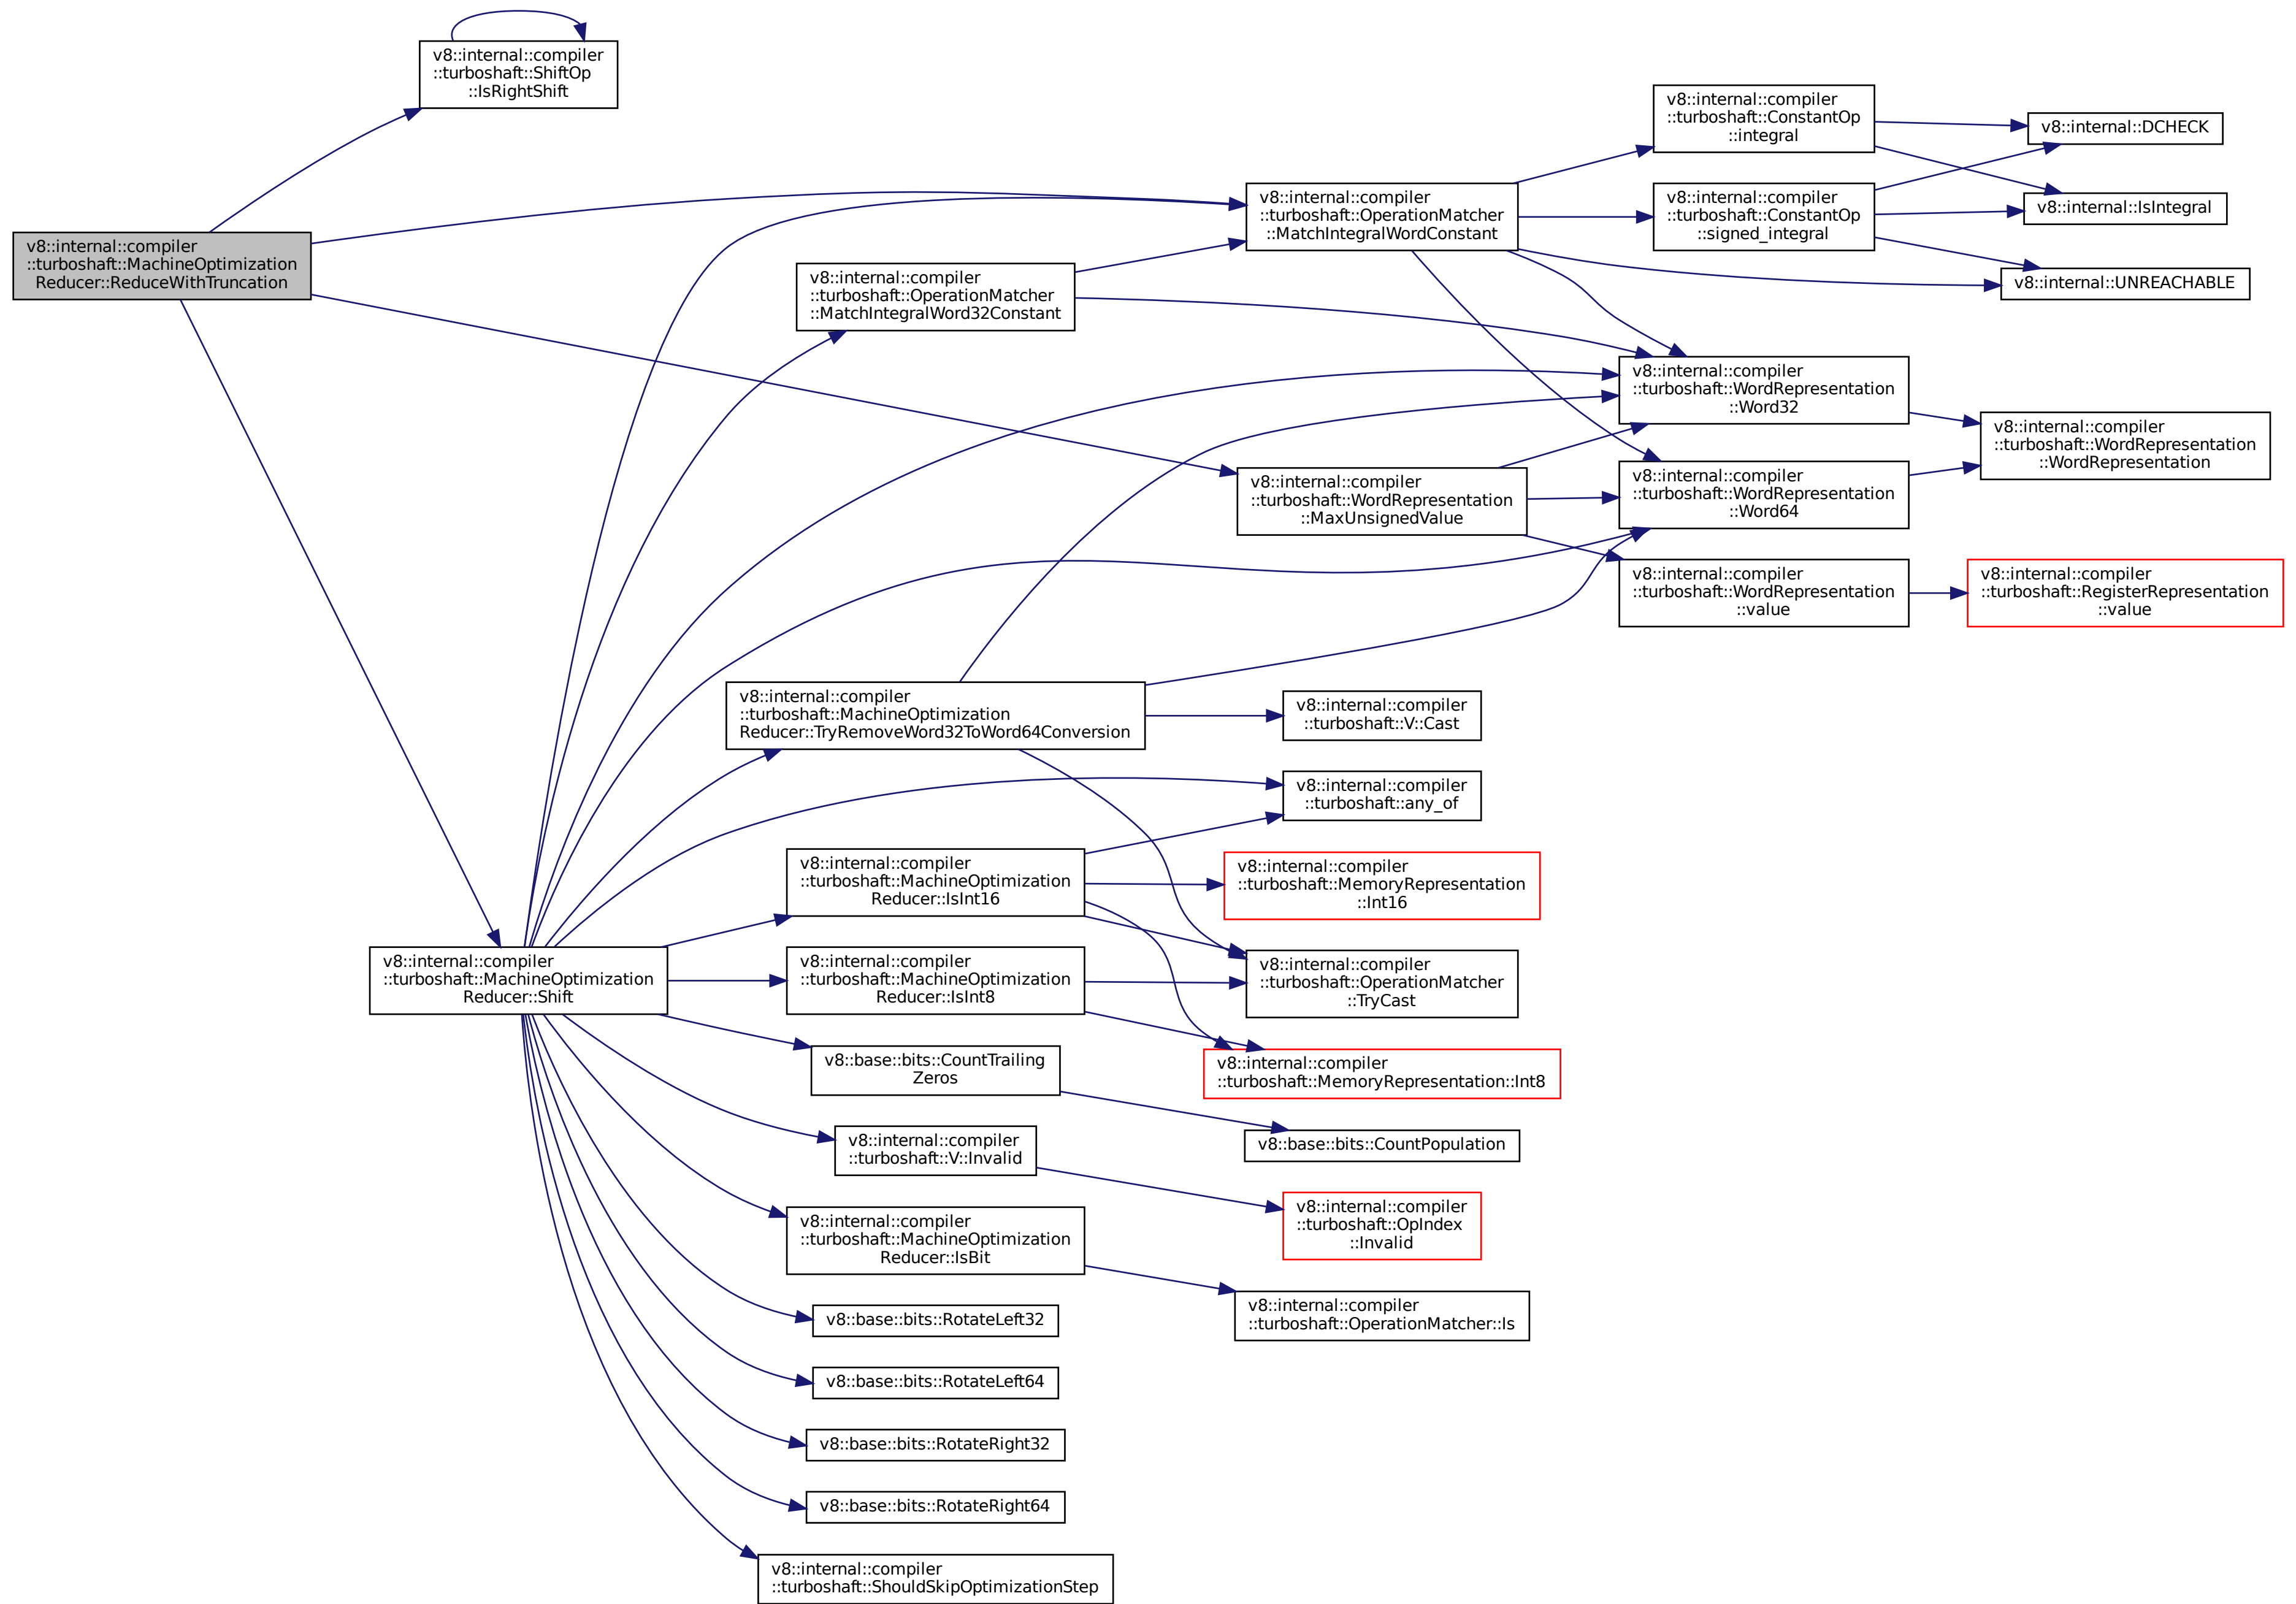 v8::internal::compiler
::turboshaft::ShiftOp
::IsRightShift
v8::internal::compiler
::turboshaft::MachineOptimization
Reducer::ReduceWithTruncation
v8::internal::compiler
::turboshaft::OperationMatcher
::MatchIntegralWord32Constant
v8::internal::compiler
::turboshaft::OperationMatcher
::MatchIntegralWordConstant
v8::internal::compiler
::turboshaft::ConstantOp
::integral
v8::internal::compiler
::turboshaft::ConstantOp
::signed_integral
v8::internal::DCHECK
v8::internal::IsIntegral
v8::internal::UNREACHABLE
v8::internal::compiler
::turboshaft::WordRepresentation
::Word32
v8::internal::compiler
::turboshaft::WordRepresentation
::WordRepresentation
v8::internal::compiler
::turboshaft::WordRepresentation
::MaxUnsignedValue
v8::internal::compiler
::turboshaft::WordRepresentation
::Word64
v8::internal::compiler
::turboshaft::WordRepresentation
::value
v8::internal::compiler
::turboshaft::RegisterRepresentation
::value
v8::internal::compiler
::turboshaft::MachineOptimization
Reducer::TryRemoveWord32ToWord64Conversion
v8::internal::compiler
::turboshaft::V::Cast
v8::internal::compiler
::turboshaft::any_of
v8::internal::compiler
::turboshaft::MachineOptimization
Reducer::IsInt16
v8::internal::compiler
::turboshaft::MemoryRepresentation
::Int16
v8::internal::compiler
::turboshaft::MachineOptimization
Reducer::Shift
v8::internal::compiler
::turboshaft::MachineOptimization
Reducer::IsInt8
v8::internal::compiler
::turboshaft::OperationMatcher
::TryCast
v8::base::bits::CountTrailing
Zeros
v8::internal::compiler
::turboshaft::MemoryRepresentation::Int8
v8::internal::compiler
::turboshaft::V::Invalid
v8::base::bits::CountPopulation
v8::internal::compiler
::turboshaft::OpIndex
::Invalid
v8::internal::compiler
::turboshaft::MachineOptimization
Reducer::IsBit
v8::internal::compiler
::turboshaft::OperationMatcher::Is
v8::base::bits::RotateLeft32
v8::base::bits::RotateLeft64
v8::base::bits::RotateRight32
v8::base::bits::RotateRight64
v8::internal::compiler
::turboshaft::ShouldSkipOptimizationStep